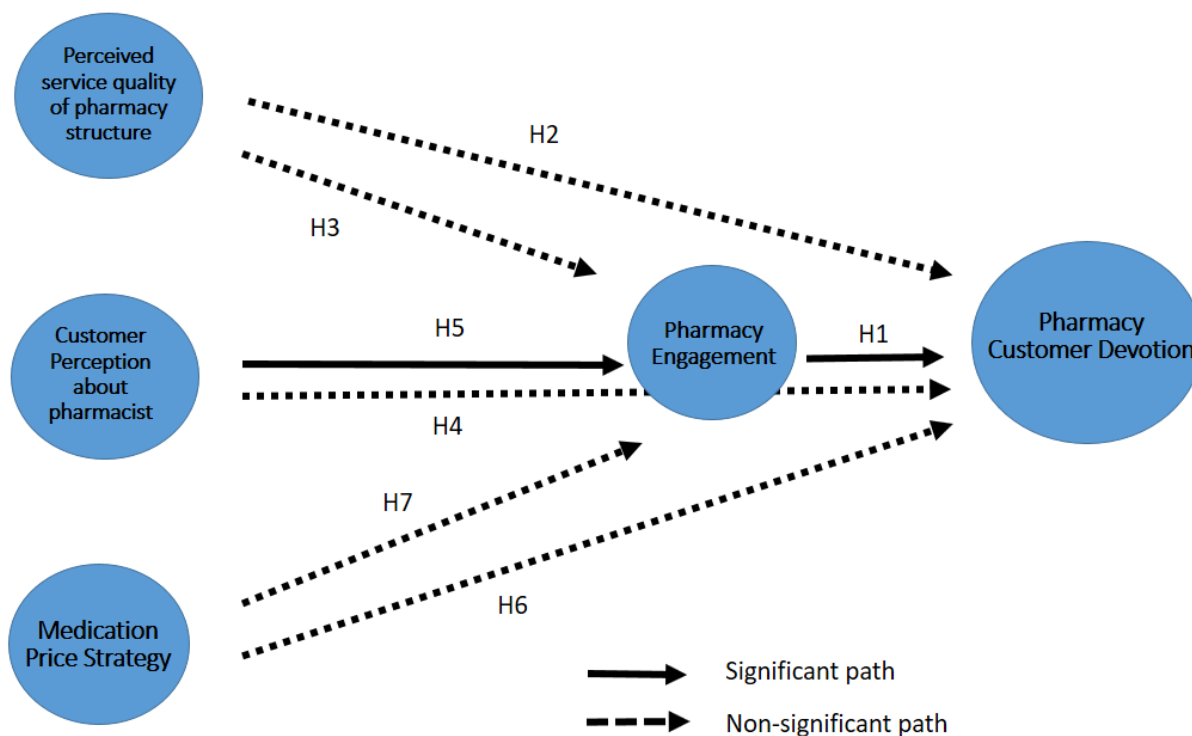 Perceived
service quality
of pharmacy
structure
H2
H3
Customer
Perception
about
pharmacist
H5
H4
Pharmacy
Engagement
H1
Pharmacy
Customer Devotion
H7
H6
Medication
Price Strategy
Significant path
Non-significant path